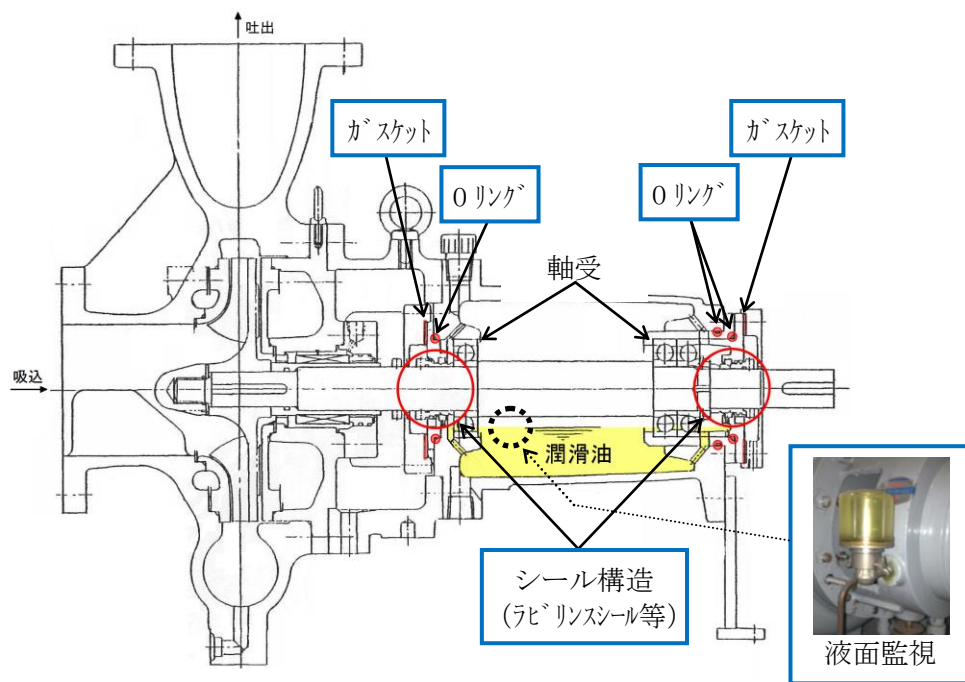 吐出
ガスケット
ガスケット
Oリング
Oリング
軸受
吸込
潤滑油
シール構造
(ラビリンスシール等)
液面監視